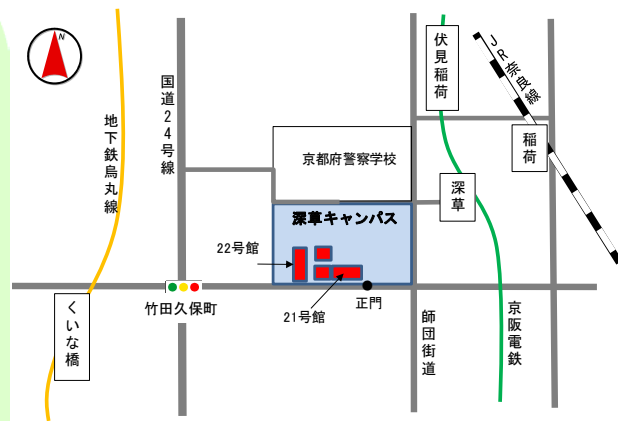 N
国道24号線
地下鉄烏丸線
伏見稲荷
JR奈良線
稲荷
京都府警察学校
深草
深草キャンパス
22号館
21号館
正門
竹田久保町
くいな橋
師団街道
京阪電鉄